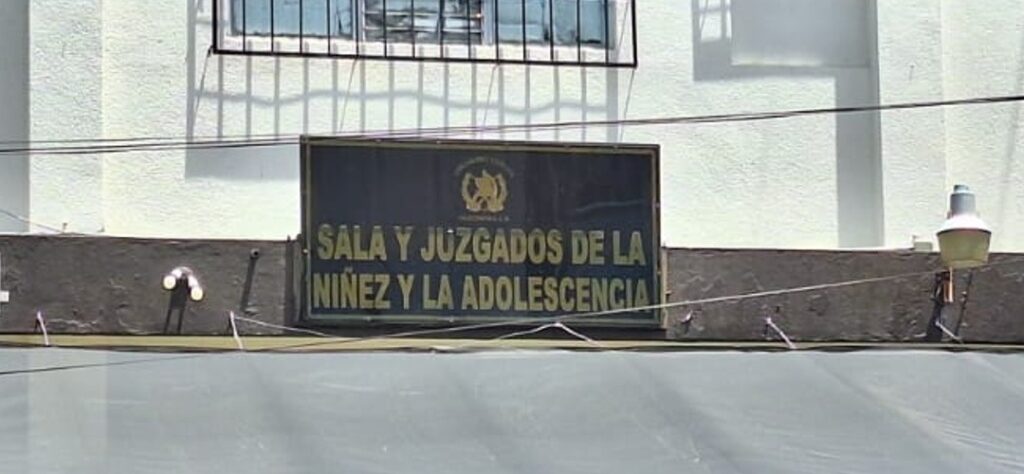 SALA Y JUZGADOS DE LA
NIÑEZ Y LA ADOLESCENCIA